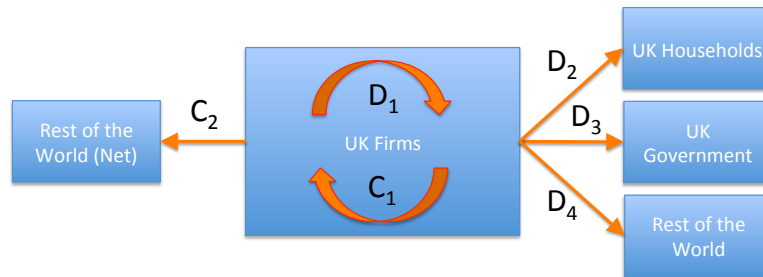 UK Households
D₂
D₁
C₂
D₃
Rest of the
World (Net)
UK Firms
UK
Government
C₁
D₄
Rest of the
World